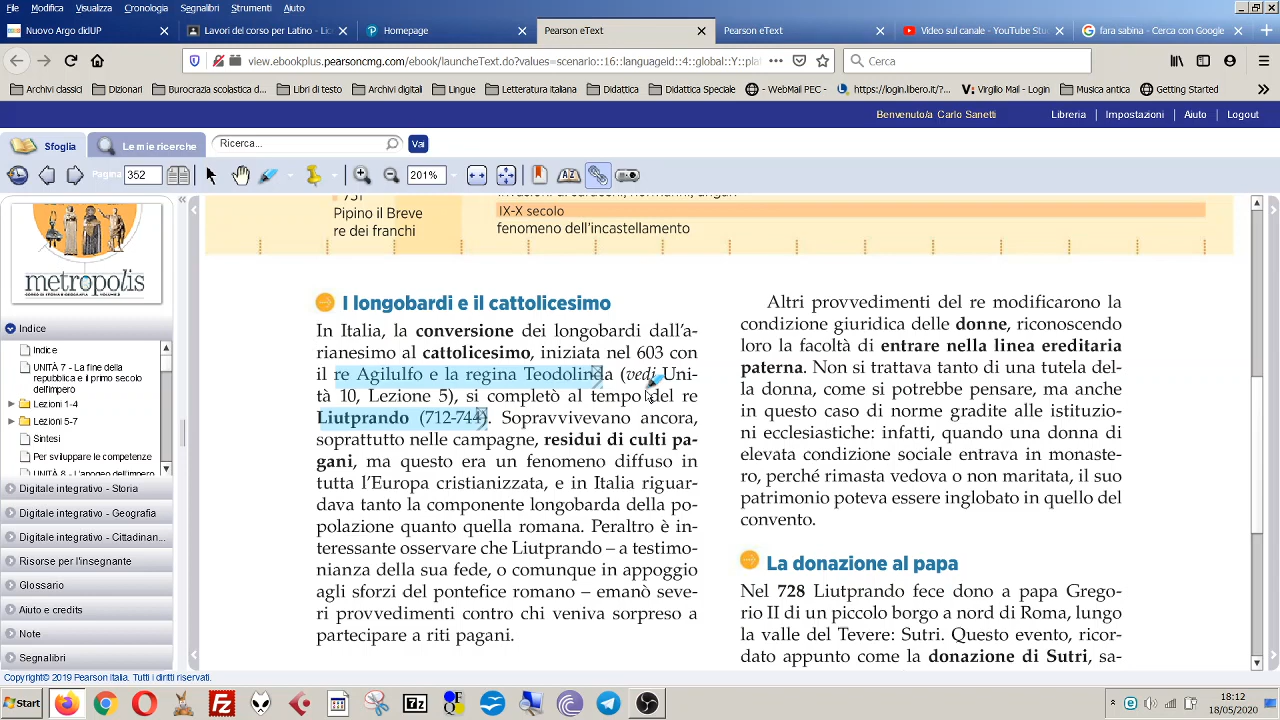 File Modifica Visualizza Cronologia Segnalibri Strumenti Aiuto
Nuovo Argo didUP
Lavori del corso per Latino - L
Homepage
Pearson eText
Pearson eText
Video sul canale - YouTube Stu
fara sabina - Cerca con Google
view.ebookplus.pearsoncmg.com/ebook/launcheText.do?values=scenario::16::languageid::4::global::Y::pla
Cerca
Archivi classici
Dizionari
Burocrazia scolastica d...
Libri di testo
Archivi digitali
Lingue
Letteratura italiana
Didattica
Didattica Speciale
- WebMail PEC -
https://login.libero.it/?...
Virgilio Mail - Login
Musica antica
Getting Started
Benvenuto/a Carlo Sanetti
Libreria
Impostazioni
Aiuto
Logout
Sfoglia
Le mie ricerche
Ricerca...
Vai
Pagina 352
201%
metropolis
Indice
Indice
UNITÀ 7 - La fine della
repubblica e il primo secolo
dell'impero
Lezioni 1-4
Lezioni 5-7
Sintesi
Per sviluppare le competenze
UNITÀ 8 - L'apogeo dell'impero
Digitale integrativo - Storia
Digitale integrativo - Geografia
Digitale integrativo - Cittadinan...
Risorse per l'insegnante
Glossario
Aiuto e credits
Note
Segnalibri
751
Pipino il Breve
re dei franchi
invasioni di saraceni, normanni, ungari
IX-X secolo
fenomeno dell'incastellamento
I longobardi e il cattolicesimo
In Italia, la conversione dei longobardi dall'a-
rianesimo al cattolicesimo, iniziata nel 603 con
il re Agilulfo e la regina Teodolinda (vedi Uni-
tà 10, Lezione 5), si completò al tempo del re
Liutprando (712-744). Sopravvivevano ancora,
soprattutto nelle campagne, residui di culti pa-
gani, ma questo era un fenomeno diffuso in
tutta l'Europa cristianizzata, e in Italia riguar-
dava tanto la componente longobarda della po-
polazione quanto quella romana. Peraltro è in-
teressante osservare che Liutprando – a testimo-
nianza della sua fede, o comunque in appoggio
agli sforzi del pontefice romano – emanò seve-
ri provvedimenti contro chi veniva sorpreso a
partecipare a riti pagani.
Altri provvedimenti del re modificarono la
condizione giuridica delle donne, riconoscendo
loro la facoltà di entrare nella linea ereditaria
paterna. Non si trattava tanto di una tutela del-
la donna, come si potrebbe pensare, ma anche
in questo caso di norme gradite alle istituzio-
ni ecclesiastiche: infatti, quando una donna di
elevata condizione sociale entrava in monaste-
ro, perché rimasta vedova o non maritata, il suo
patrimonio poteva essere inglobato in quello del
convento.
La donazione al papa
Nel 728 Liutprando fece dono a papa Grego-
rio II di un piccolo borgo a nord di Roma, lungo
la valle del Tevere: Sutri. Questo evento, ricor-
dato appunto come la donazione di Sutri, sa-
Copyright© 2019 Pearson Italia. Tutti i diritti riservati.
Start
18:12
18/05/2020